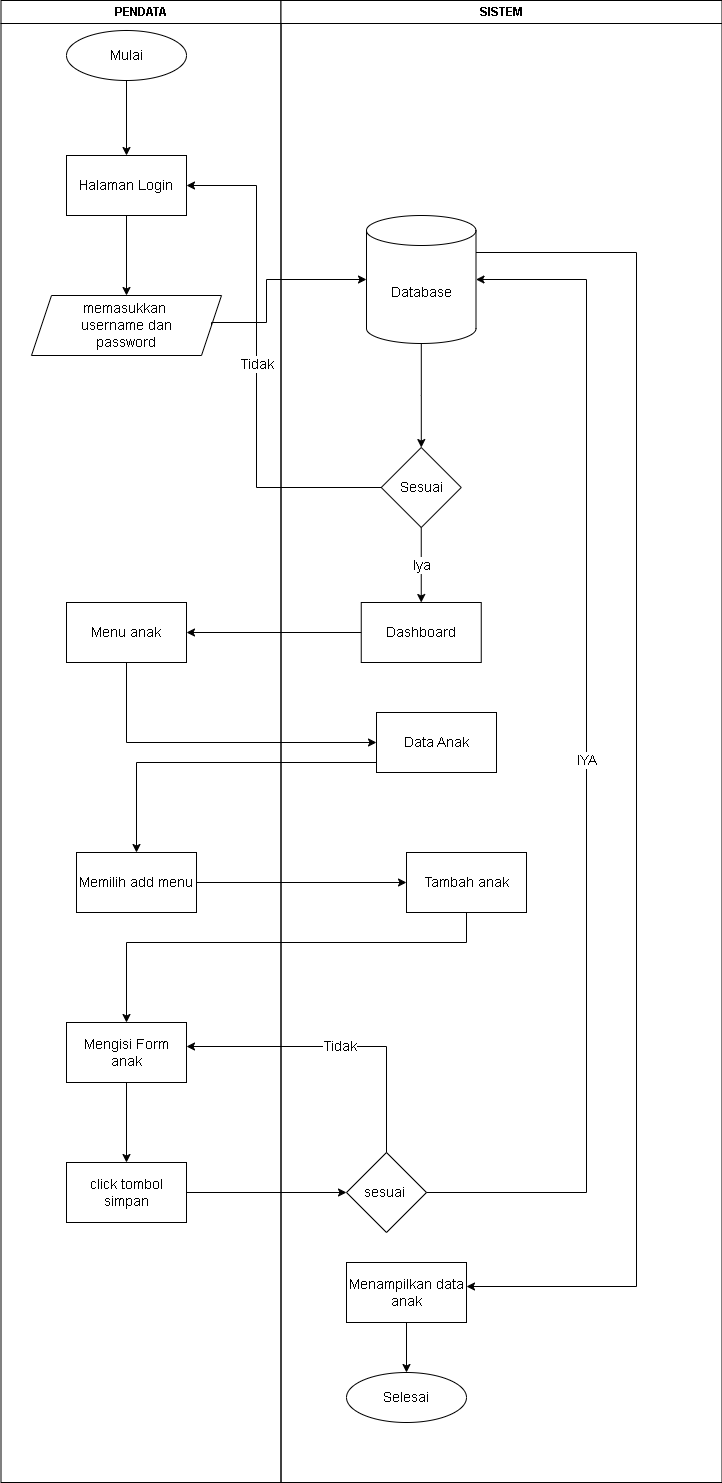 PENDATA
SISTEM
Mulai
Halaman Login
memasukkan
username dan
password
Database
Tidak
Sesuai
Iya
Menu anak
Dashboard
Data Anak
IYA
Memilih add menu
Tambah anak
Mengisi Form
anak
Tidak
click tombol
simpan
sesuai
Menampilkan data
anak
Selesai